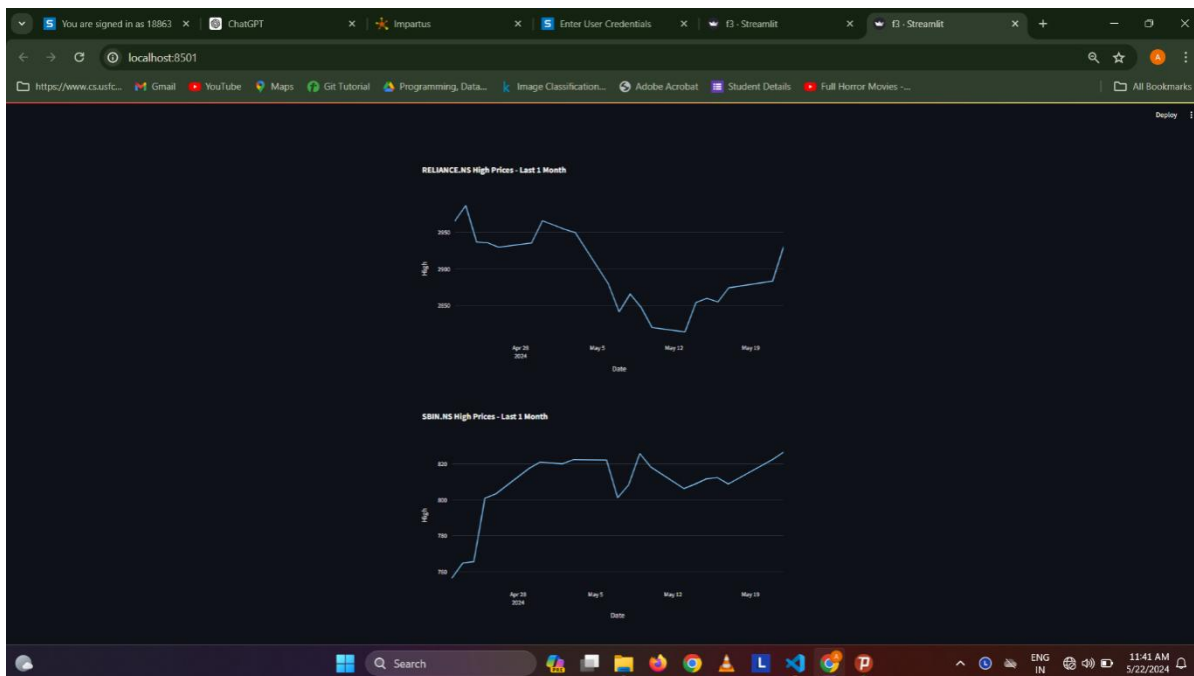 You are signed in as 18863
ChatGPT
Impartus
Enter User Credentials
f3 - Streamlit
f3 - Streamlit
localhost:8501
https://www.cs.usfc...
Gmail
YouTube
Maps
Git Tutorial
Programming, Data...
Image Classification...
Adobe Acrobat
Student Details
Full Horror Movies -...
All Bookmarks
Deploy
RELIANCE.NS High Prices - Last 1 Month
2950
2900
2850
High
Apr 28
2024
May 5
May 12
May 19
Date
SBIN.NS High Prices - Last 1 Month
820
800
780
760
High
Apr 28
2024
May 5
May 12
May 19
Date
Search
ENG
IN
11:41 AM
5/22/2024